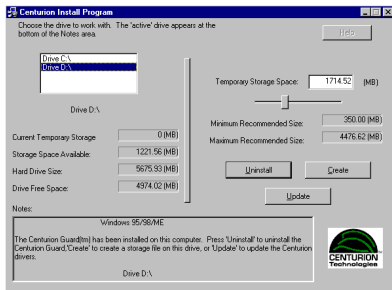 Centurion Install Program
Choose the drive to work with. The 'active' drive appears at the
bottom of the Notes area.
Help
Drive C:\
Drive D:\
Drive D:\
Temporary Storage Space: 1714.52 (MB)
Current Temporary Storage 0 (MB)
Storage Space Available: 1221.56 (MB)
Hard Drive Size: 5675.93 (MB)
Drive Free Space: 4974.02 (MB)
Minimum Recommended Size: 350.00 (MB)
Maximum Recommended Size: 4476.62 (MB)
Uninstall
Create
Update
Notes:
Windows 95/98/ME
The Centurion Guard(tm) has been installed on this computer. Press 'Uninstall' to uninstall the
Centurion Guard,'Create' to create a storage file on this drive, or 'Update' to update the Centurion
drivers.
Drive D:\
CENTURION
Technologies